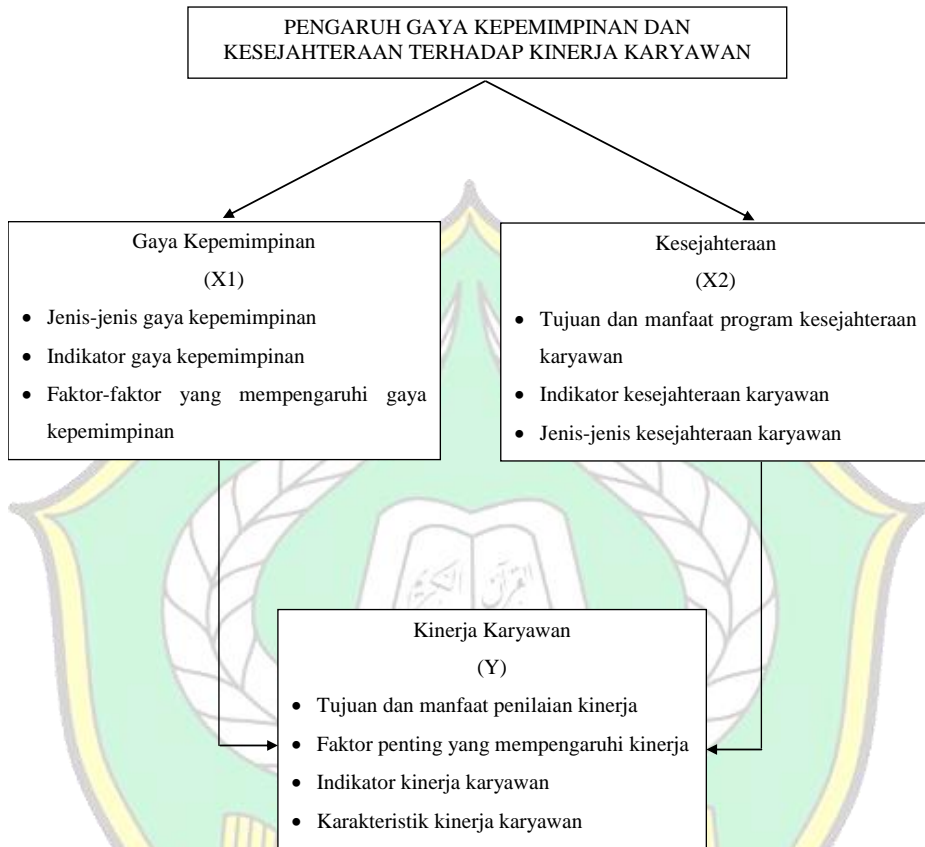 PENGARUH GAYA KEPEMIMPINAN DAN
KESEJAHTERAAN TERHADAP KINERJA KARYAWAN
Gaya Kepemimpinan
(X1)
• Jenis-jenis gaya kepemimpinan
• Indikator gaya kepemimpinan
• Faktor-faktor yang mempengaruhi gaya
kepemimpinan
Kesejahteraan
(X2)
• Tujuan dan manfaat program kesejahteraan
karyawan
• Indikator kesejahteraan karyawan
• Jenis-jenis kesejahteraan karyawan
Kinerja Karyawan
(Y)
• Tujuan dan manfaat penilaian kinerja
• Faktor penting yang mempengaruhi kinerja
• Indikator kinerja karyawan
• Karakteristik kinerja karyawan